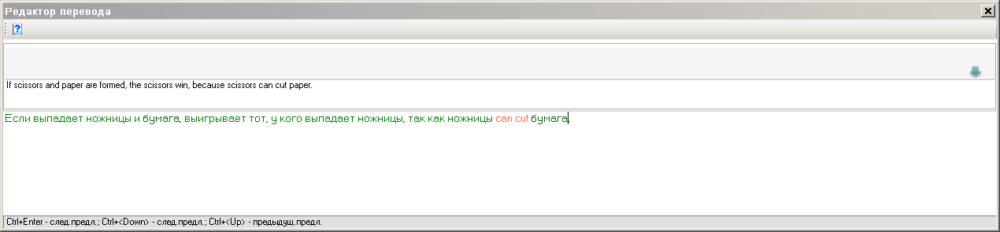 Редактор перевода
If scissors and paper are formed, the scissors win, because scissors can cut paper.
Если выпадает ножницы и бумага, выигрывает тот, у кого выпадает ножницы, так как ножницы can cut бумага.
Ctrl+Enter - след.предл.; Ctrl+<Down> - след.предл.; Ctrl+<Up> - предыдущ.предл.